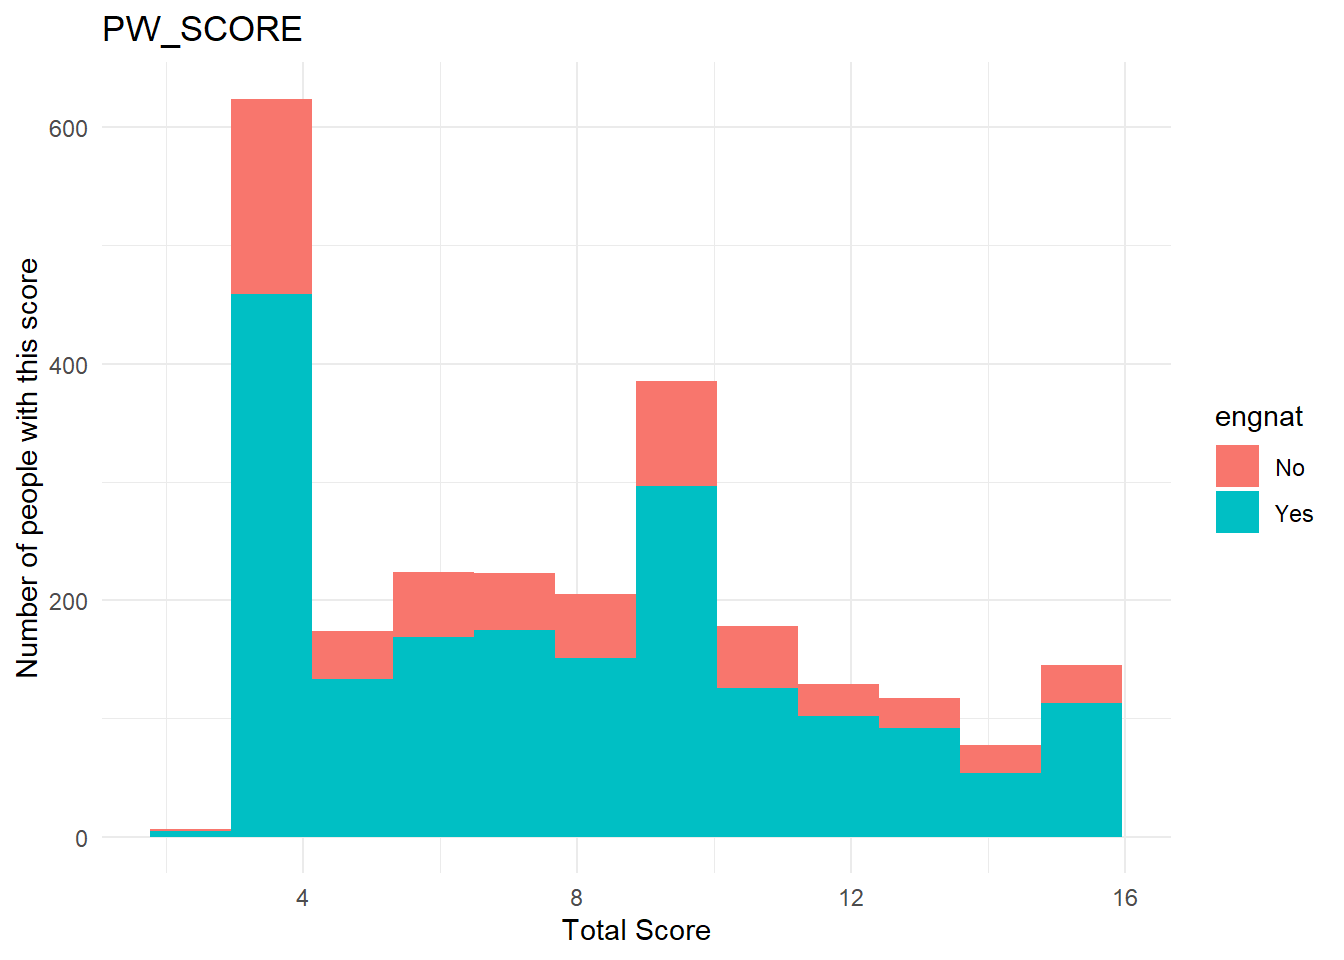 PW_SCORE
Number of people with this score
600
400
200
0
4 8 12 16
Total Score
engnat
No
Yes